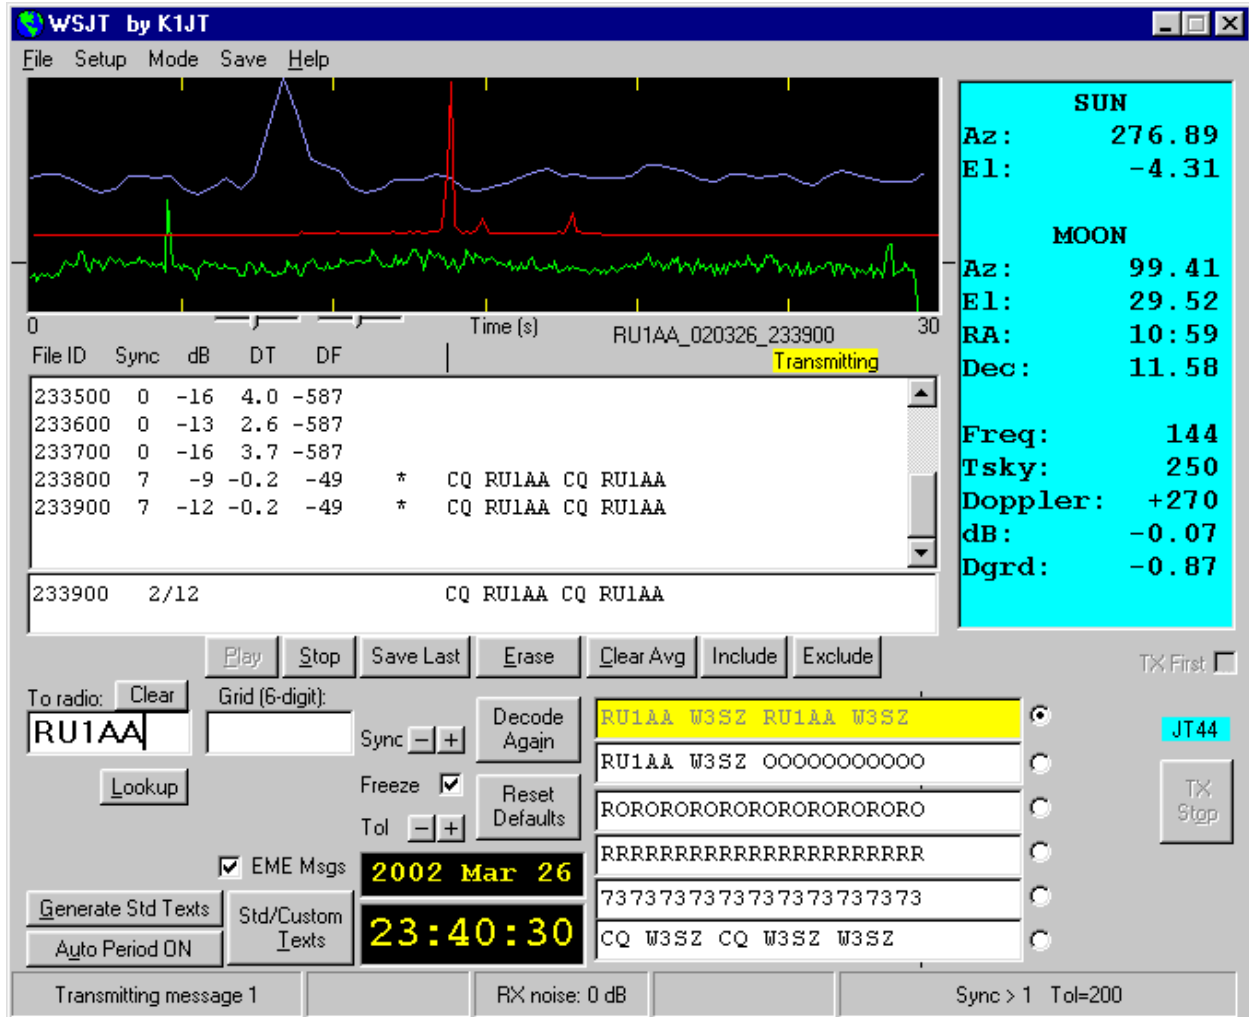 WSJT by K1JT
File Setup Mode Save Help
0 Time (s) RU1AA_020326_233900 30
File ID Sync dB DT DF Transmitting
233500 0 -16 4.0 -587
233600 0 -13 2.6 -587
233700 0 -16 3.7 -587
233800 7 -9 -0.2 -49 * CQ RU1AA CQ RU1AA
233900 7 -12 -0.2 -49 * CQ RU1AA CQ RU1AA
233900 2/12 CQ RU1AA CQ RU1AA
SUN
Az: 276.89
El: -4.31
MOON
Az: 99.41
El: 29.52
RA: 10:59
Dec: 11.58
Freq: 144
Tsky: 250
Doppler: +270
dB: -0.07
Dgrd: -0.87
Play Stop Save Last Erase Clear Avg Include Exclude
TX First
To radio: Clear Grid (6-digit):
RU1AA
Lookup
Sync - +
Freeze
Tol - +
Decode Again
Reset Defaults
EME Msgs
Generate Std Texts
Auto Period ON
Std/Custom Texts
2002 Mar 26
23:40:30
RU1AA W3SZ RU1AA W3SZ
RU1AA W3SZ OOOOOOOOOOO
RORORORORORORORORORORO
RRRRRRRRRRRRRRRRRRRRRR
7373737373737373737373
CQ W3SZ CQ W3SZ W3SZ
JT44
TX Stop
Transmitting message 1 RX noise: 0 dB Sync > 1 Tol=200